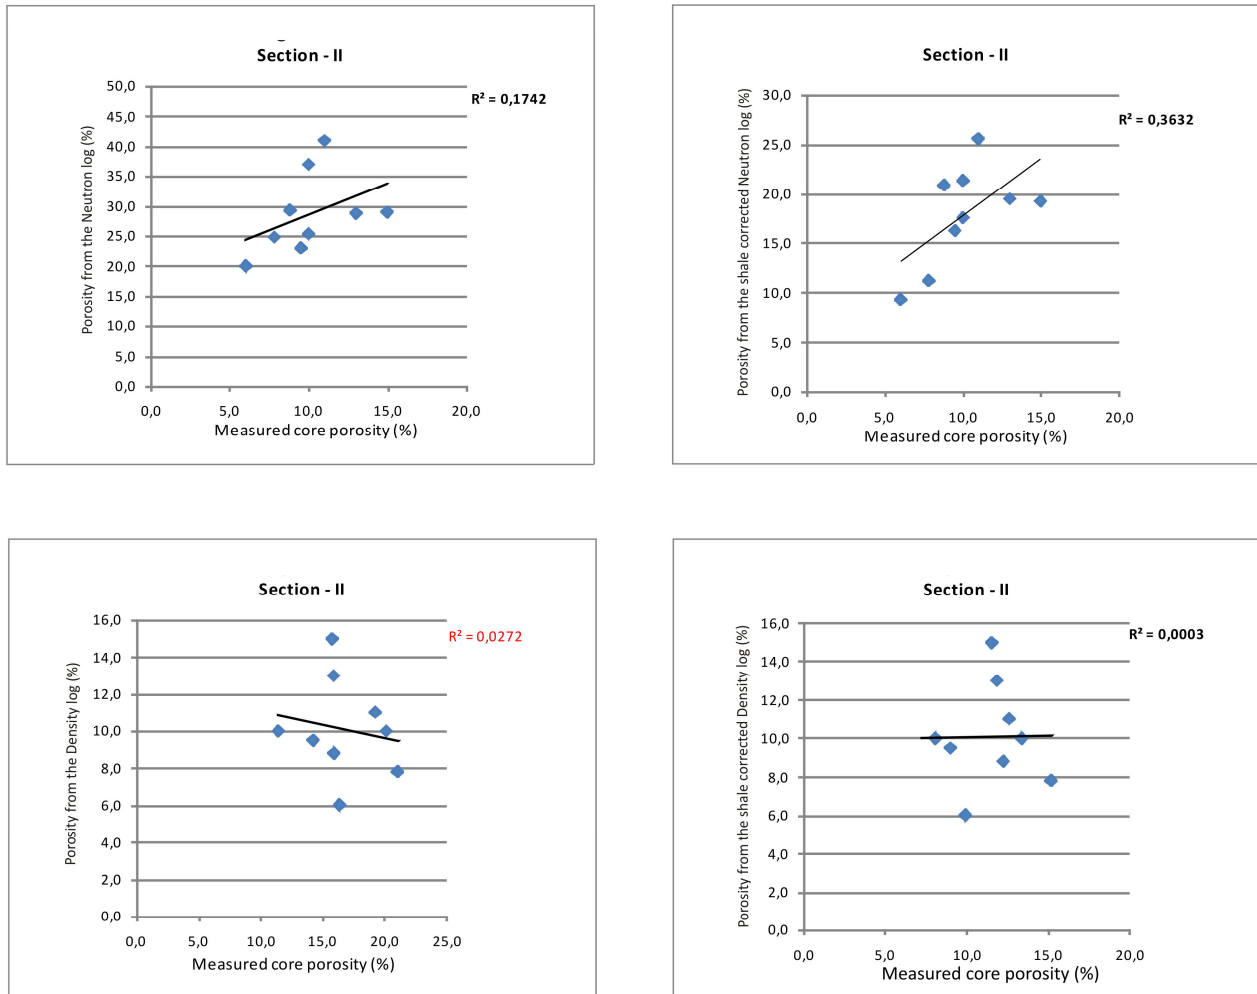 Section - II
R² = 0,1742
Porosity from the Neutron log (%)
50,0
45,0
40,0
35,0
30,0
25,0
20,0
15,0
10,0
5,0
0,0
0,0 5,0 10,0 15,0 20,0
Measured core porosity (%)
Section - II
R² = 0,3632
Porosity from the shale corrected Neutron log (%)
30,0
25,0
20,0
15,0
10,0
5,0
0,0
0,0 5,0 10,0 15,0 20,0
Measured core porosity (%)
Section - II
R² = 0,0272
Porosity from the Density log (%)
16,0
14,0
12,0
10,0
8,0
6,0
4,0
2,0
0,0
0,0 5,0 10,0 15,0 20,0 25,0
Measured core porosity (%)
Section - II
R² = 0,0003
Porosity from the shale corrected Density log (%)
16,0
14,0
12,0
10,0
8,0
6,0
4,0
2,0
0,0
0,0 5,0 10,0 15,0 20,0
Measured core porosity (%)